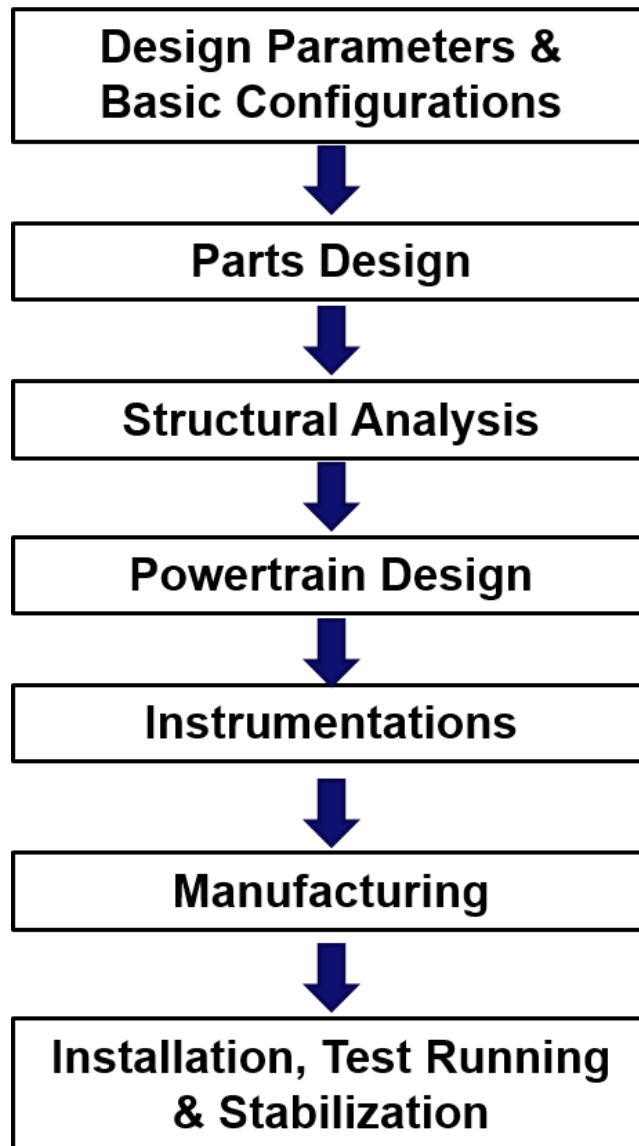 Design Parameters &
Basic Configurations
Parts Design
Structural Analysis
Powertrain Design
Instrumentations
Manufacturing
Installation, Test Running
& Stabilization